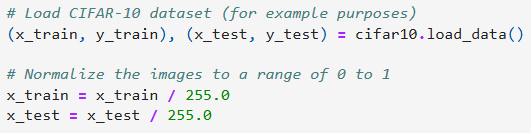 # Load CIFAR-10 dataset (for example purposes)
(x_train, y_train), (x_test, y_test) = cifar10.load_data()
# Normalize the images to a range of 0 to 1
x_train = x_train / 255.0
x_test = x_test / 255.0